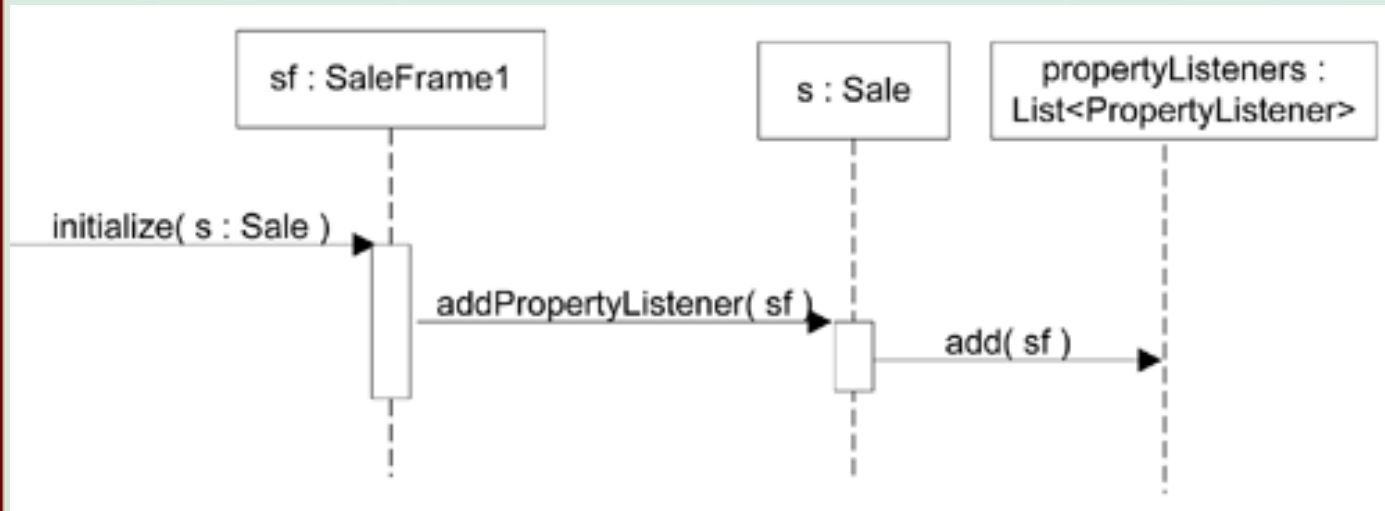 sf : SaleFrame1
s : Sale
propertyListeners :
List<PropertyListener>
initialize( s : Sale )
addPropertyListener( sf )
add( sf )